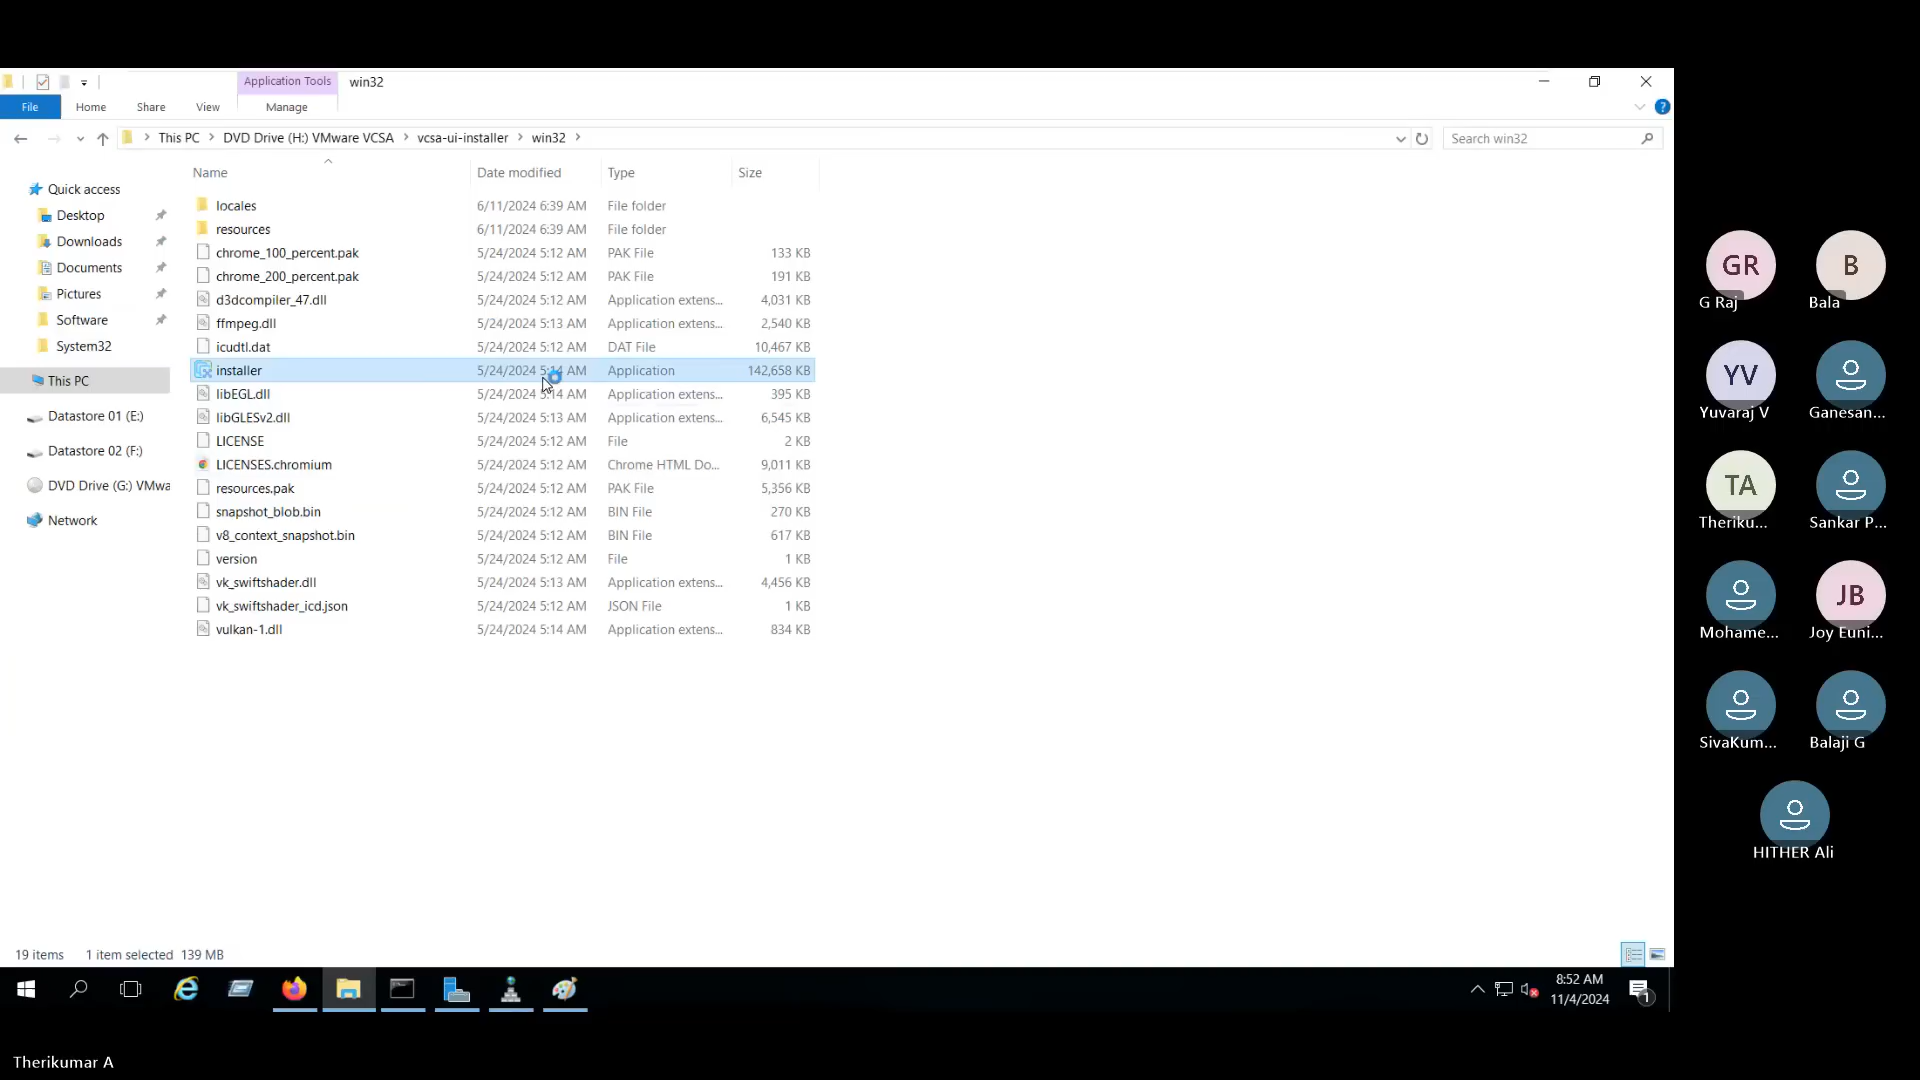 Application Tools
win32
File
Home
Share
View
Manage
This PC
DVD Drive (H:) VMware VCSA
vcsa-ui-installer
win32
Search win32
Name
Date modified
Type
Size
Quick access
Desktop
Downloads
Documents
Pictures
Software
System32
This PC
Datastore 01 (E:)
Datastore 02 (F:)
DVD Drive (G:) VMwa
Network
locales 6/11/2024 6:39 AM File folder
resources 6/11/2024 6:39 AM File folder
chrome_100_percent.pak 5/24/2024 5:12 AM PAK File 133 KB
chrome_200_percent.pak 5/24/2024 5:12 AM PAK File 191 KB
d3dcompiler_47.dll 5/24/2024 5:12 AM Application extens... 4,031 KB
ffmpeg.dll 5/24/2024 5:13 AM Application extens... 2,540 KB
icudtl.dat 5/24/2024 5:12 AM DAT File 10,467 KB
installer 5/24/2024 5:14 AM Application 142,658 KB
libEGL.dll 5/24/2024 5:14 AM Application extens... 395 KB
libGLESv2.dll 5/24/2024 5:13 AM Application extens... 6,545 KB
LICENSE 5/24/2024 5:12 AM File 2 KB
LICENSES.chromium 5/24/2024 5:12 AM Chrome HTML Do... 9,011 KB
resources.pak 5/24/2024 5:12 AM PAK File 5,356 KB
snapshot_blob.bin 5/24/2024 5:12 AM BIN File 270 KB
v8_context_snapshot.bin 5/24/2024 5:12 AM BIN File 617 KB
version 5/24/2024 5:12 AM File 1 KB
vk_swiftshader.dll 5/24/2024 5:13 AM Application extens... 4,456 KB
vk_swiftshader_icd.json 5/24/2024 5:12 AM JSON File 1 KB
vulkan-1.dll 5/24/2024 5:14 AM Application extens... 834 KB
19 items 1 item selected 139 MB
8:52 AM
11/4/2024
1
GR
G Raj
B
Bala
YV
Yuvaraj V
Ganesan...
TA
Theriku...
Sankar P...
Mohame...
JB
Joy Euni...
SivaKum...
Balaji G
HITHER Ali
Therikumar A